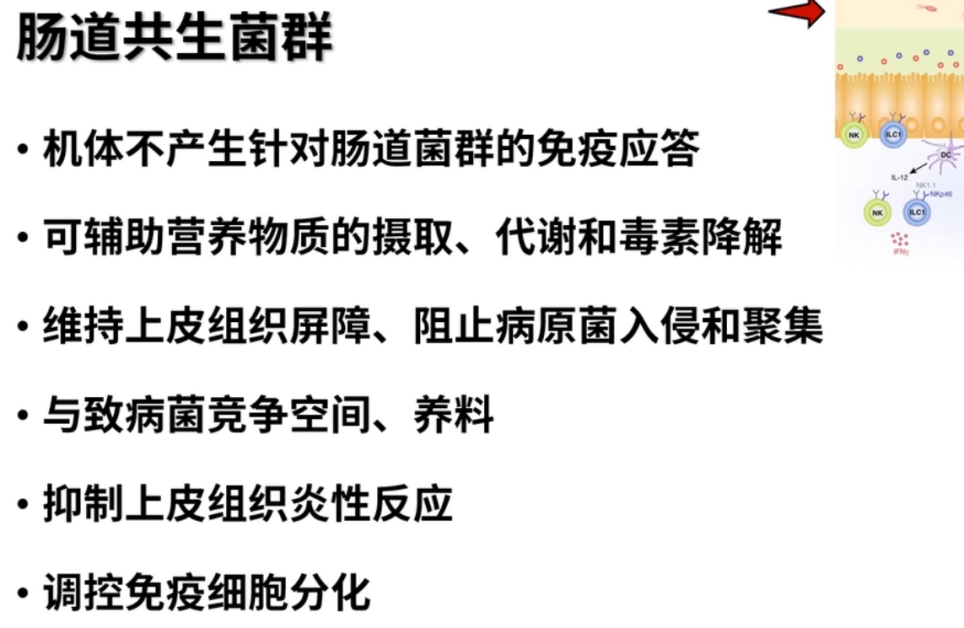 肠道共生菌群
• 机体不产生针对肠道菌群的免疫应答
• 可辅助营养物质的摄取、代谢和毒素降解
• 维持上皮组织屏障、阻止病原菌入侵和聚集
• 与致病菌竞争空间、养料
• 抑制上皮组织炎性反应
• 调控免疫细胞分化
NK
ILC1
DC
IL-12
NK1.1
NKp46
NK
ILC1
IFNγ